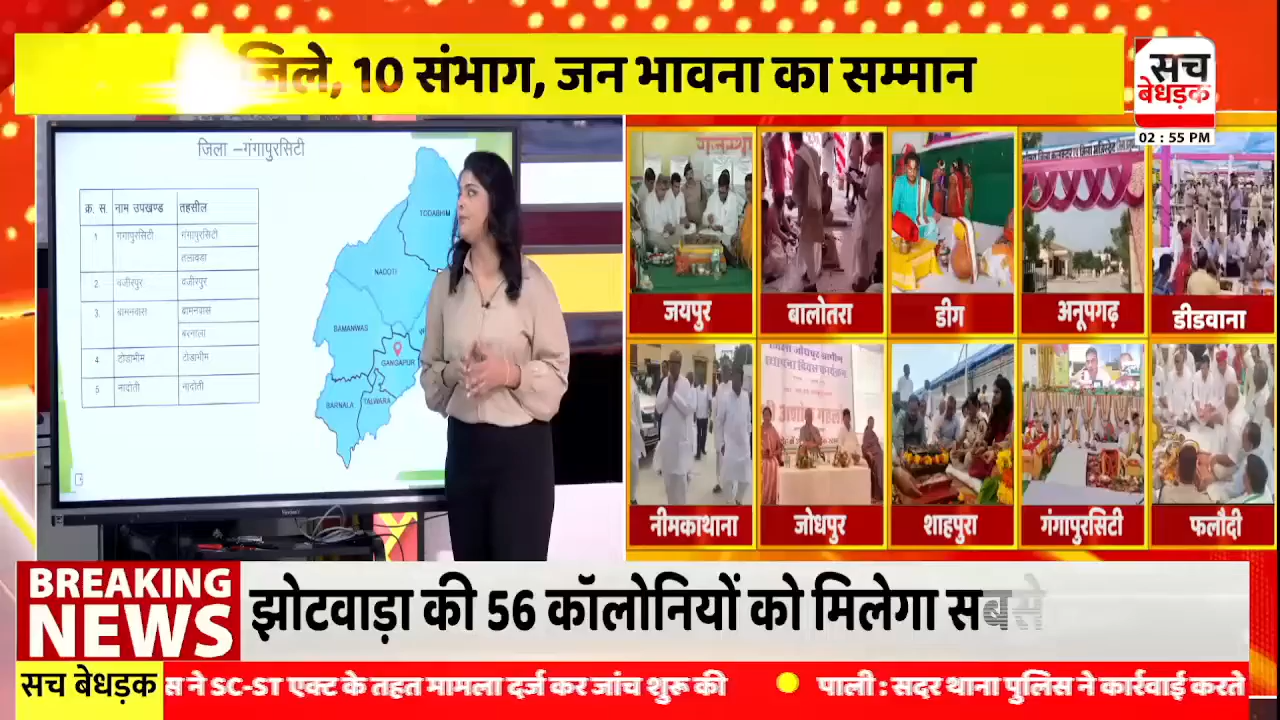 जिले, 10 संभाग, जन भावना का सम्मान
सच
बेधड़क
02 : 55 PM
जिला –गंगापुरसिटी
क्र. स. नाम उपखण्ड तहसील
1 गंगापुरसिटी गंगापुरसिटी
तलावडा
2. वजीरपुर वजीरपुर
3. बामनवास बामनवास
बरनाला
4 टोडाभीम टोडाभीम
5 नादोती नादोती
TODABHIM
NADOTI
BAMANWAS
GANGAPUR
BARNALA
TALWARA
जयपुर
बालोतरा
डीग
अनूपगढ़
डीडवाना
नीमकाथाना
जोधपुर
शाहपुरा
गंगापुरसिटी
फलौदी
BREAKING
NEWS
झोटवाड़ा की 56 कॉलोनियों को मिलेगा सबसे
सच बेधड़क
स ने SC-ST एक्ट के तहत मामला दर्ज कर जांच शुरू की
पाली : सदर थाना पुलिस ने कार्रवाई करते